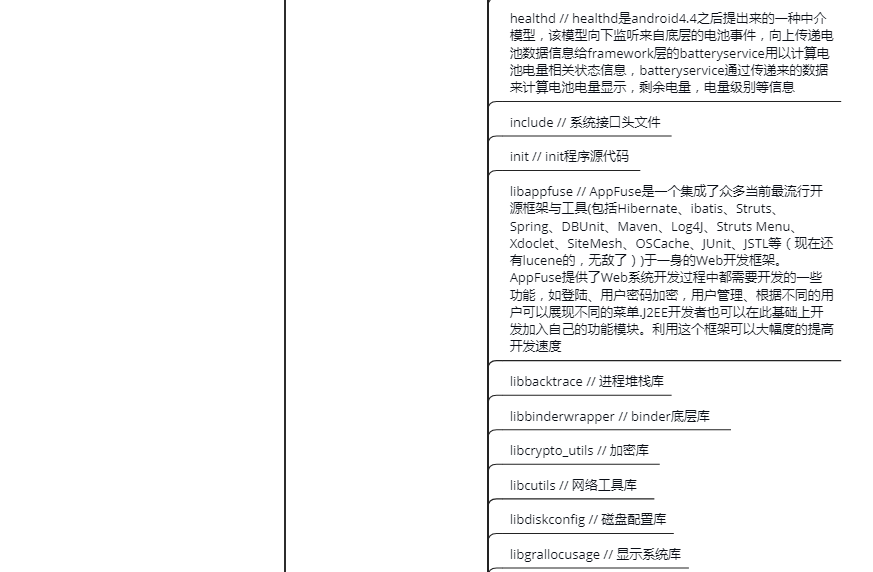 healthd // healthd是android4.4之后提出来的一种中介
模型，该模型向下监听来自底层的电池事件，向上传递电
池数据信息给framework层的batteryservice用以计算电
池电量相关状态信息，batteryservice通过传递来的数据
来计算电池电量显示，剩余电量，电量级别等信息
include // 系统接口头文件
init // init程序源代码
libappfuse // AppFuse是一个集成了众多当前最流行开
源框架与工具(包括Hibernate、ibatis、Struts、
Spring、DBUnit、Maven、Log4J、Struts Menu、
Xdoclet、SiteMesh、OSCache、JUnit、JSTL等（现在还
有lucene的，无敌了）)于一身的Web开发框架。
AppFuse提供了Web系统开发过程中都需要开发的一些
功能，如登陆、用户密码加密，用户管理、根据不同的用
户可以展现不同的菜单.J2EE开发者也可以在此基础上开
发加入自己的功能模块。利用这个框架可以大幅度的提高
开发速度
libbacktrace // 进程堆栈库
libbinderwrapper // binder底层库
libcrypto_utils // 加密库
libcutils // 网络工具库
libdiskconfig // 磁盘配置库
libgrallocusage // 显示系统库